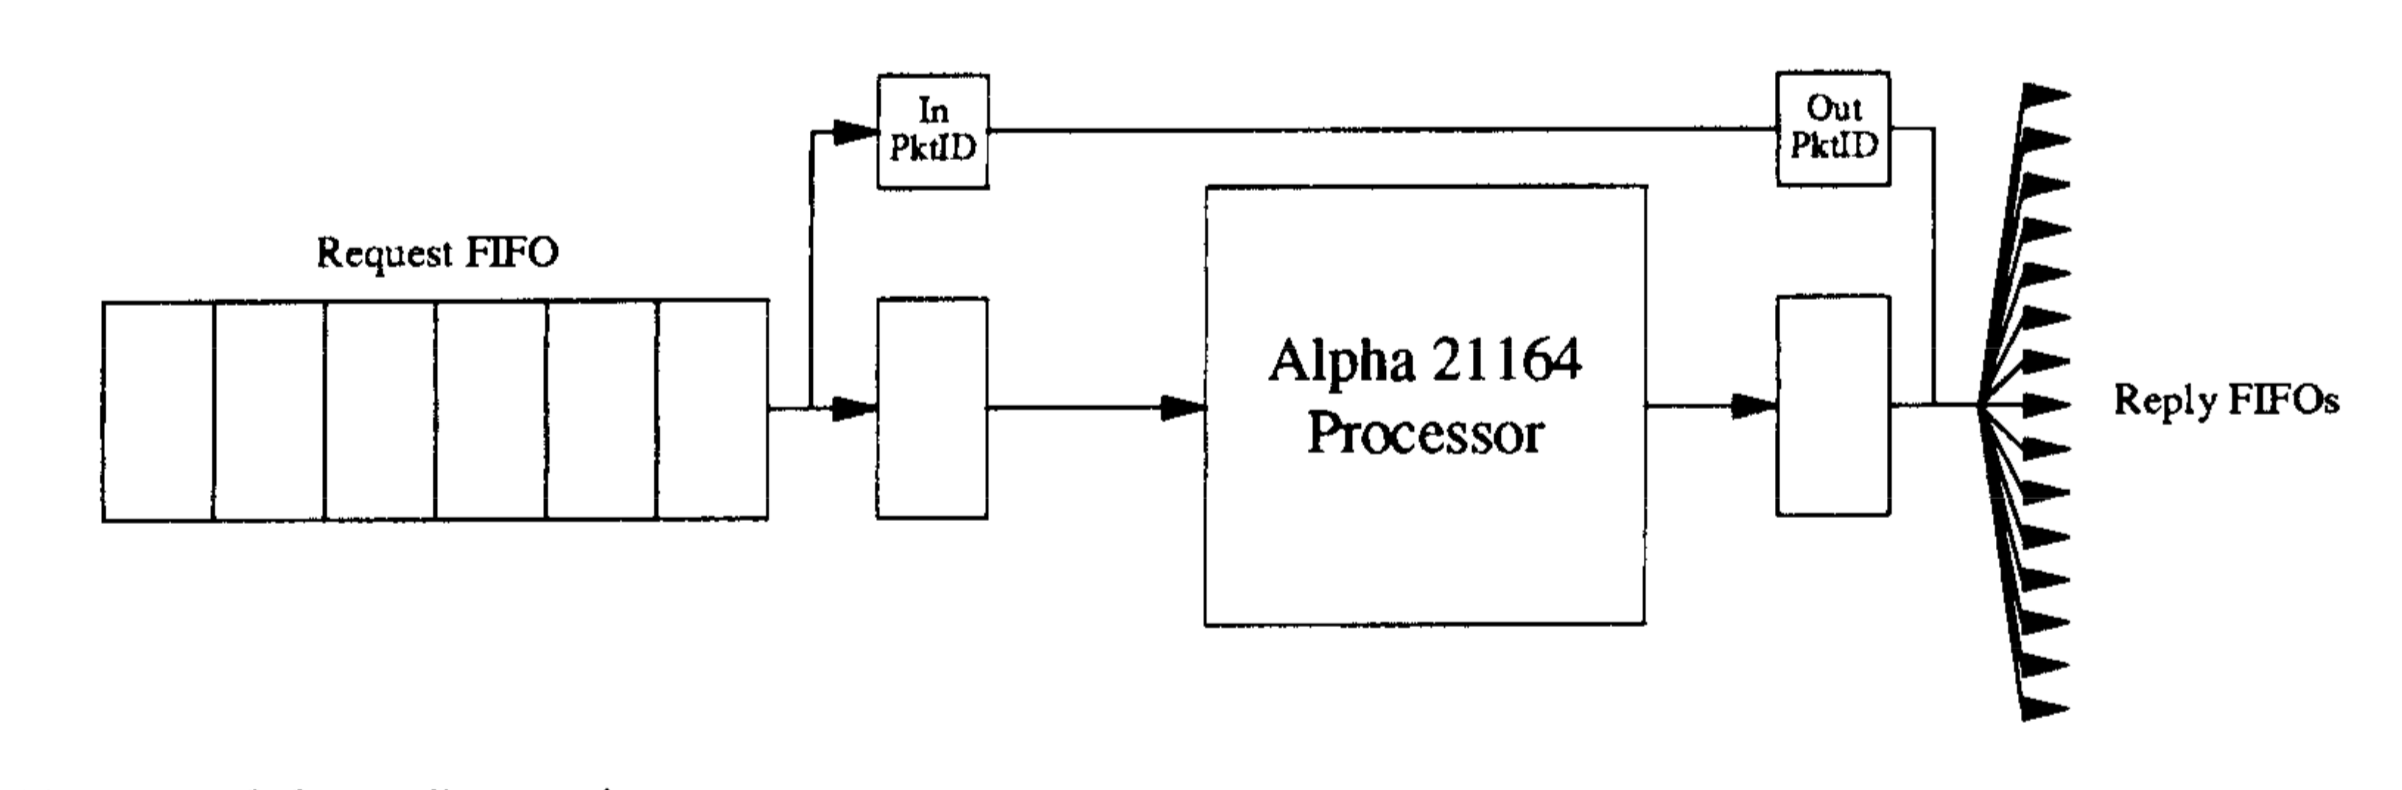 In
PktID
Out
PktID
Request FIFO
Alpha 21164
Processor
Reply FIFOs